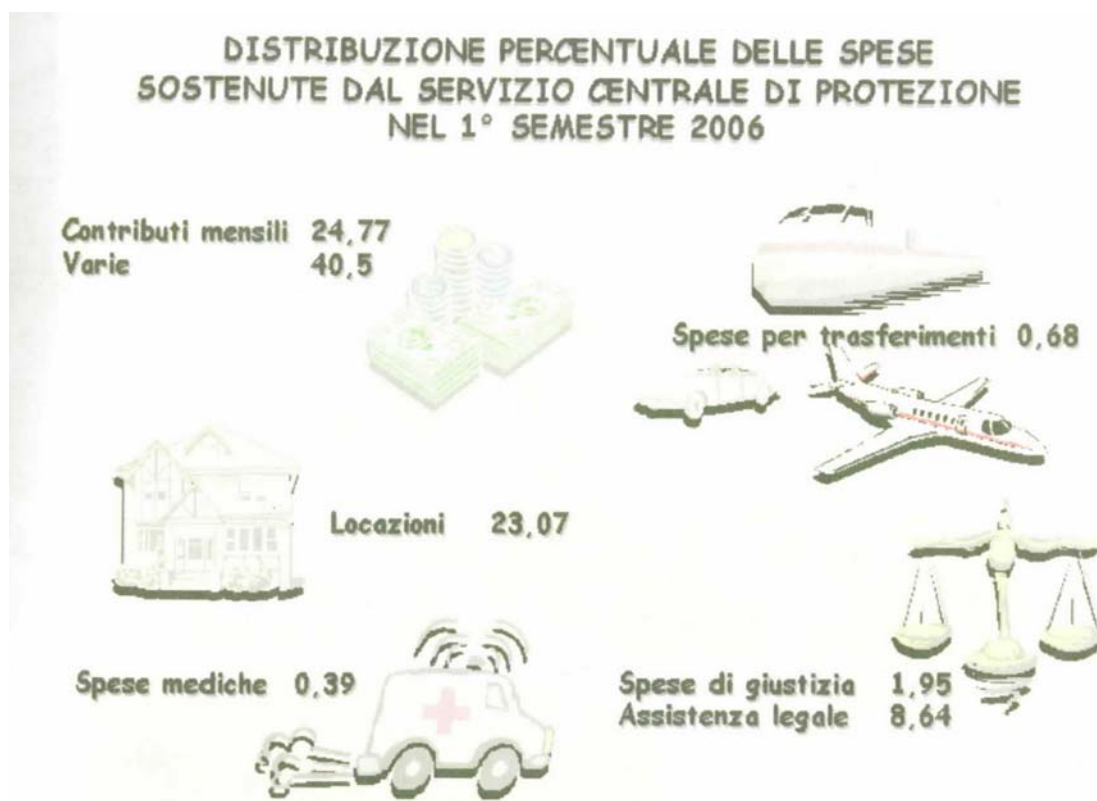 DISTRIBUZIONE PERCENTUALE DELLE SPESE
SOSTENUTE DAL SERVIZIO CENTRALE DI PROTEZIONE
NEL 1° SEMESTRE 2006
Contributi mensili 24,77
Varie 40,5
Spese per trasferimenti 0,68
Locazioni 23,07
Spese mediche 0,39
Spese di giustizia 1,95
Assistenza legale 8,64